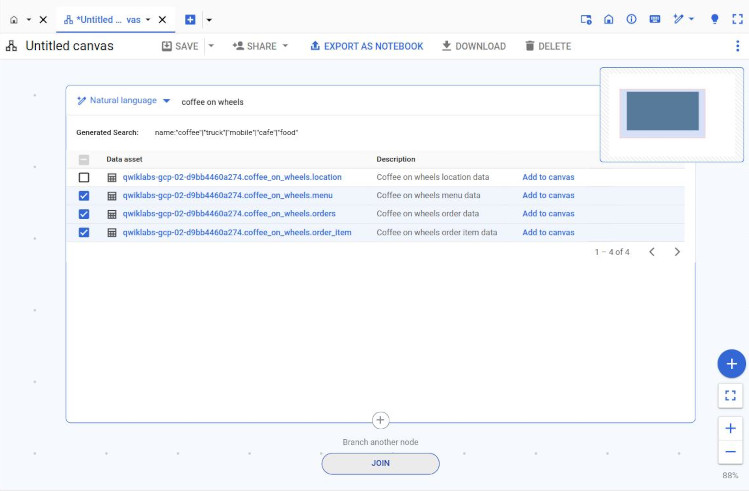 *Untitled ... vas
Untitled canvas SAVE SHARE EXPORT AS NOTEBOOK DOWNLOAD DELETE
Natural language coffee on wheels
Generated Search: name:"coffee"|"truck"|"mobile"|"cafe"|"food"
Data asset Description
qwiklabs-gcp-02-d9bb4460a274.coffee_on_wheels.location Coffee on wheels location data Add to canvas
qwiklabs-gcp-02-d9bb4460a274.coffee_on_wheels.menu Coffee on wheels menu data Add to canvas
qwiklabs-gcp-02-d9bb4460a274.coffee_on_wheels.orders Coffee on wheels order data Add to canvas
qwiklabs-gcp-02-d9bb4460a274.coffee_on_wheels.order_item Coffee on wheels order item data Add to canvas
1 – 4 of 4
Branch another node
JOIN
88%